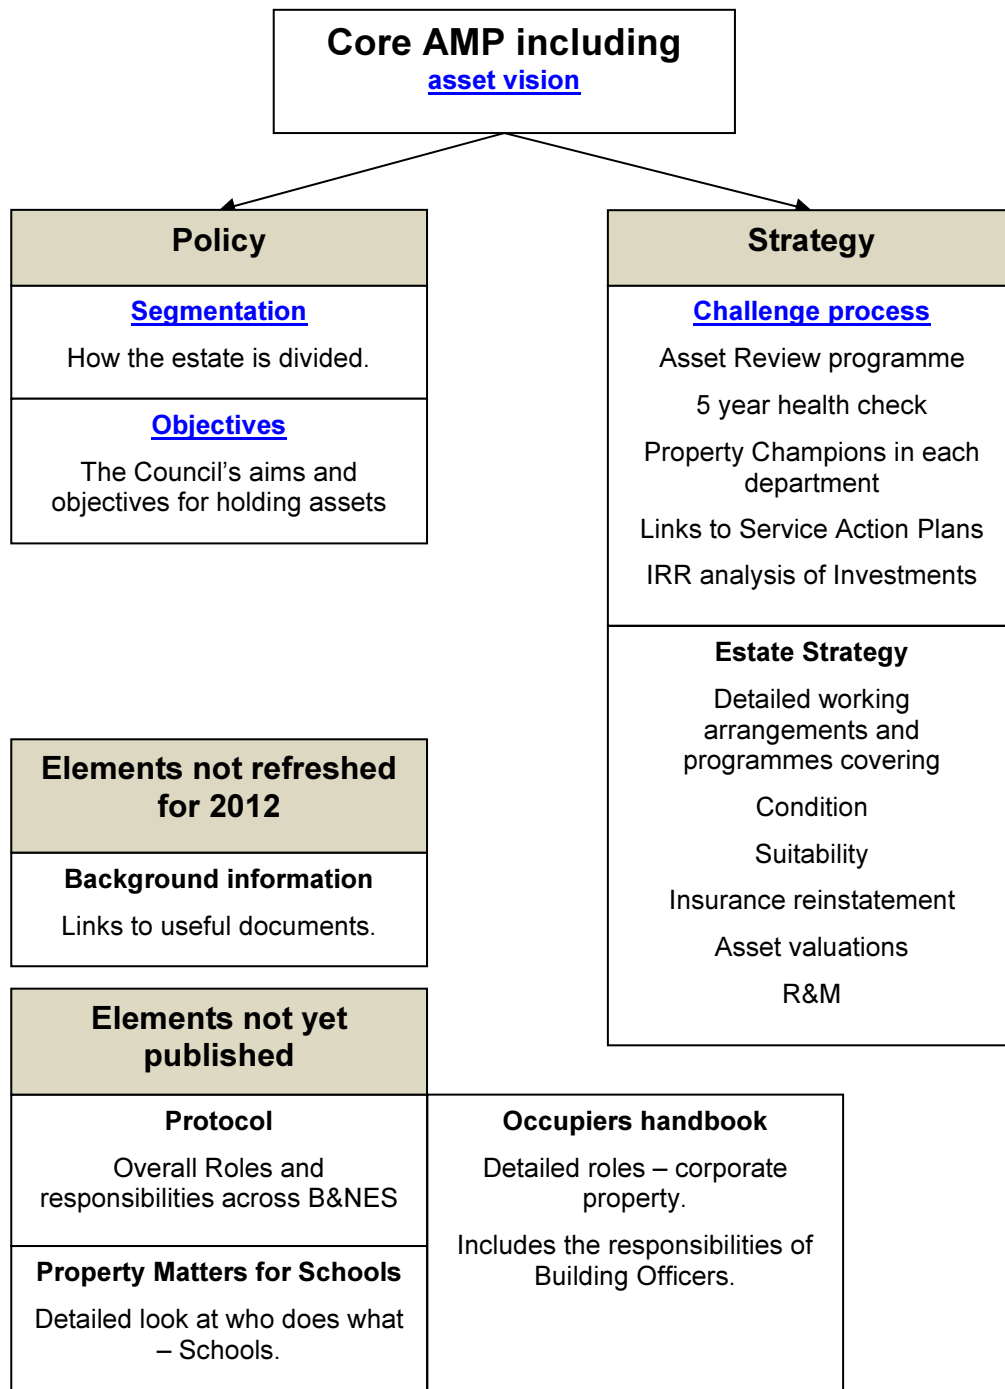 Core AMP including
asset vision
Policy
Segmentation
How the estate is divided.
Objectives
The Council’s aims and
objectives for holding assets
Strategy
Challenge process
Asset Review programme
5 year health check
Property Champions in each
department
Links to Service Action Plans
IRR analysis of Investments
Estate Strategy
Detailed working
arrangements and
programmes covering
Condition
Suitability
Insurance reinstatement
Asset valuations
R&M
Elements not refreshed
for 2012
Background information
Links to useful documents.
Elements not yet
published
Protocol
Overall Roles and
responsibilities across B&NES
Property Matters for Schools
Detailed look at who does what
– Schools.
Occupiers handbook
Detailed roles – corporate
property.
Includes the responsibilities of
Building Officers.